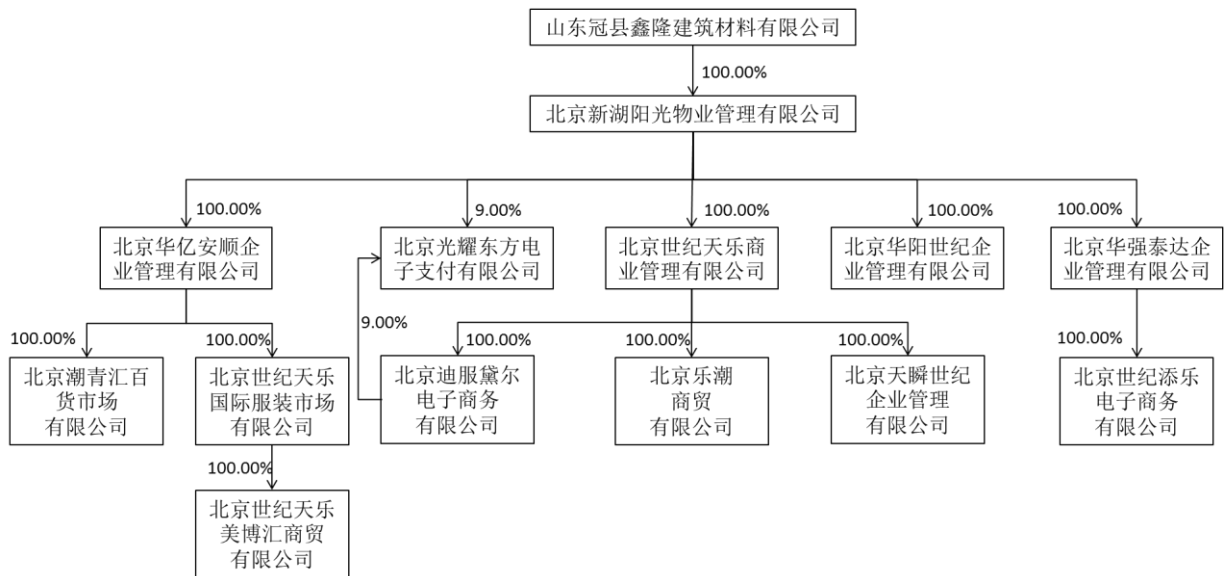 山东冠县鑫隆建筑材料有限公司
100.00%
北京新湖阳光物业管理有限公司
100.00%
9.00%
100.00%
100.00%
100.00%
北京华亿安顺企
业管理有限公司
北京光耀东方电
子支付有限公司
北京世纪天乐商
业管理有限公司
北京华阳世纪企
业管理有限公司
北京华强泰达企
业管理有限公司
9.00%
100.00%
100.00%
100.00%
100.00%
100.00%
100.00%
北京潮青汇百
货市场
有限公司
北京世纪天乐
国际服装市场
有限公司
北京迪服黛尔
电子商务
有限公司
北京乐潮
商贸
有限公司
北京天瞬世纪
企业管理
有限公司
北京世纪添乐
电子商务
有限公司
100.00%
北京世纪天乐
美博汇商贸
有限公司